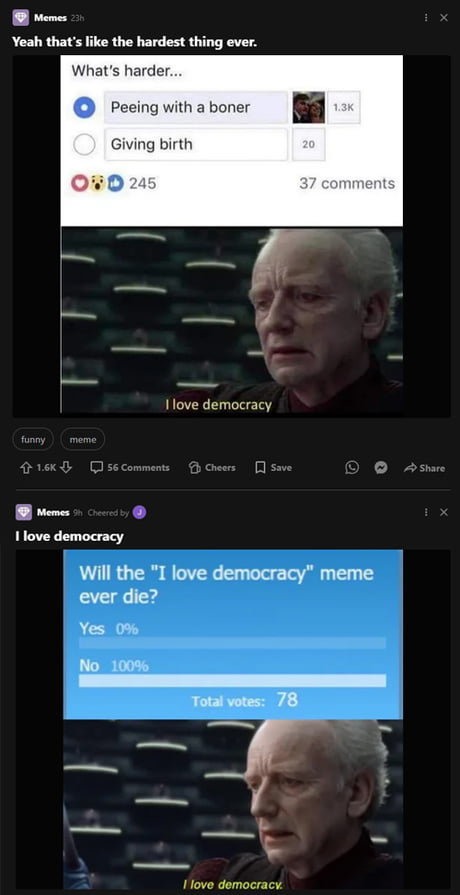 Memes 23h
Yeah that's like the hardest thing ever.
What's harder...
Peeing with a boner 1.3K
Giving birth 20
245 37 comments
I love democracy
funny meme
1.6K 56 Comments Cheers Save Share
Memes 9h Cheered by J
I love democracy
Will the "I love democracy" meme
ever die?
Yes 0%
No 100%
Total votes: 78
I love democracy.